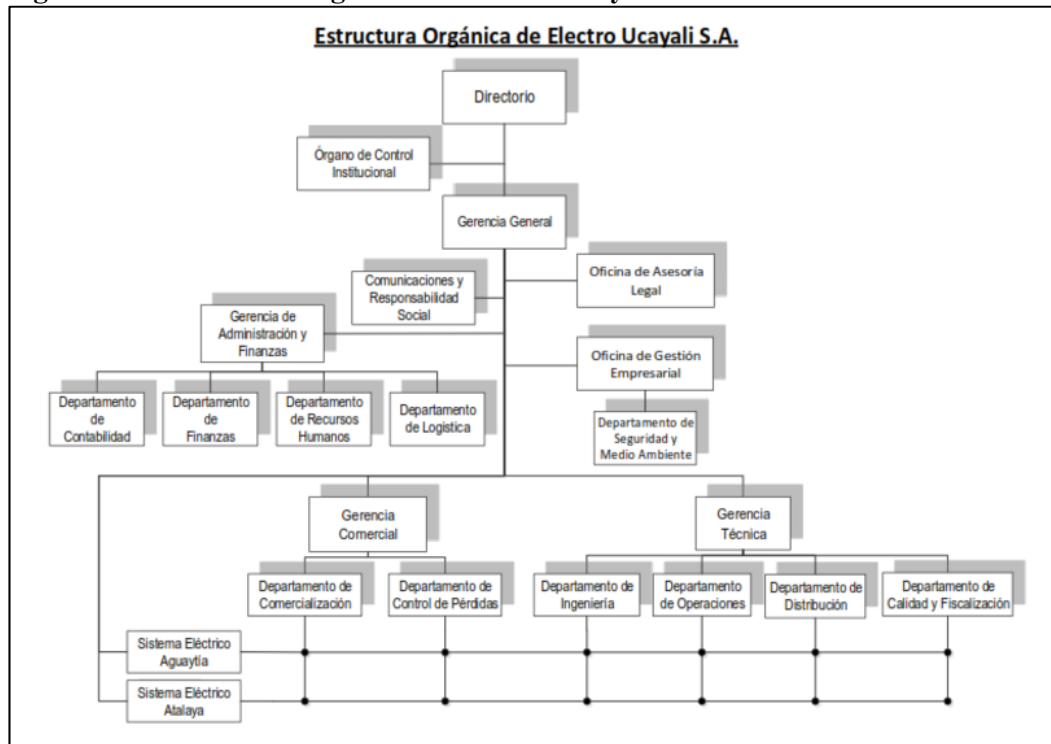 Estructura Orgánica de Electro Ucayali S.A.
Directorio
Órgano de Control
Institucional
Gerencia General
Oficina de Asesoría
Legal
Comunicaciones y
Responsabilidad
Social
Gerencia de
Administración y
Finanzas
Oficina de Gestión
Empresarial
Departamento
de
Contabilidad
Departamento
de
Finanzas
Departamento
de Recursos
Humanos
Departamento
de Logística
Departamento de
Seguridad y
Medio Ambiente
Gerencia
Comercial
Gerencia
Técnica
Departamento de
Comercialización
Departamento de
Control de Pérdidas
Departamento de
Ingeniería
Departamento
de Operaciones
Departamento de
Distribución
Departamento de
Calidad y Fiscalización
Sistema Eléctrico
Aguaytía
Sistema Eléctrico
Atalaya